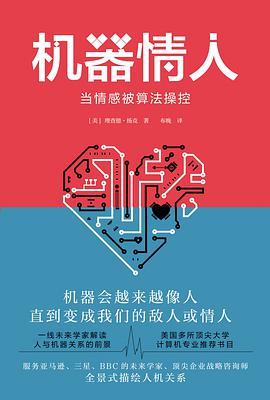 机器情人
当情感被算法操控
[美] 理查德·扬克 著 布晚 译
机器会越来越像人
直到变成我们的敌人或情人
一线未来学家解读 美国多所顶尖大学
人与机器关系的前景 计算机专业推荐书目
服务亚马逊、三星、BBC的未来学家、顶尖企业战略咨询师
全景式描绘人机关系